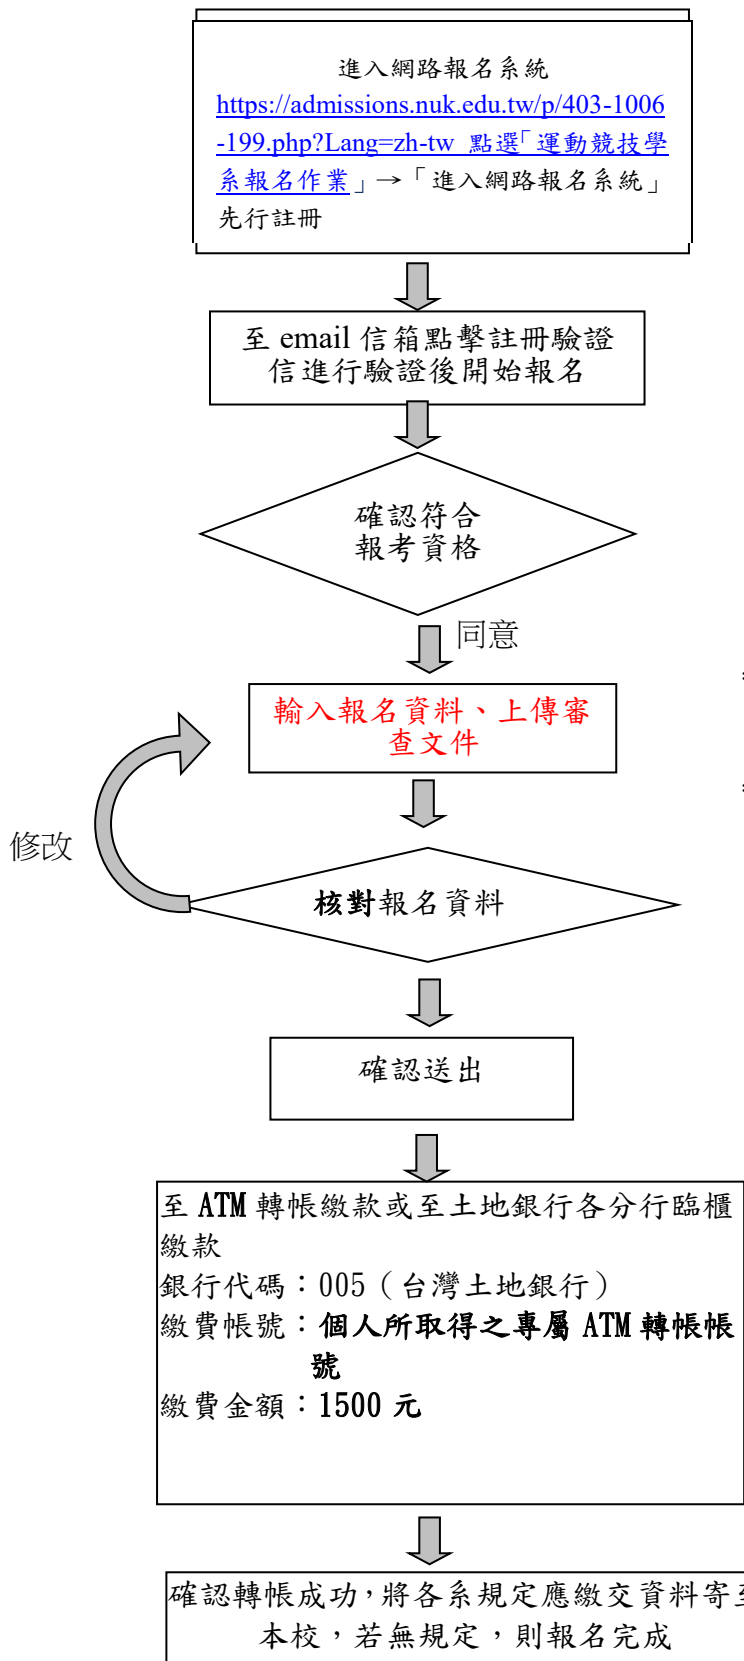 進入網路報名系統
https://admissions.nuk.edu.tw/p/403-1006
-199.php?Lang=zh-tw 點選「運動競技學
系報名作業」→「進入網路報名系統」
先行註冊
至 email 信箱點擊註冊驗證
信進行驗證後開始報名
確認符合
報考資格
同意
輸入報名資料、上傳審
查文件
修改
核對報名資料
確認送出
至 ATM 轉帳繳款或至土地銀行各分行臨櫃
繳款
銀行代碼：005（台灣土地銀行）
繳費帳號：個人所取得之專屬 ATM 轉帳帳
號
繳費金額：1500 元
確認轉帳成功，將各系規定應繳交資料寄至
本校，若無規定，則報名完成